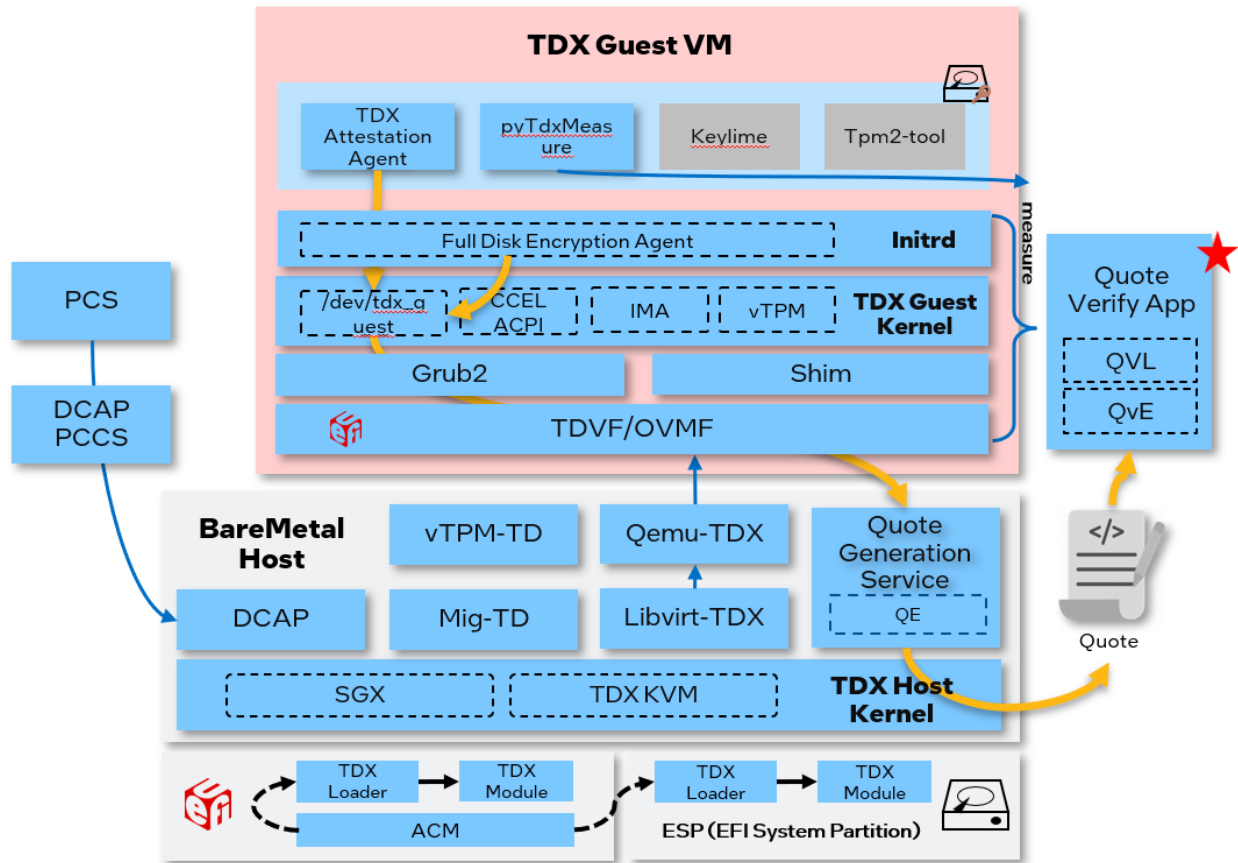 TDX Guest VM
TDX
Attestation
Agent
pyTdxMeas
ure
Keylime
Tpm2-tool
measure
Full Disk Encryption Agent
Initrd
/dev/tdx_g
uest
CCEL
ACPI
IMA
vTPM
TDX Guest
Kernel
Grub2
Shim
UEFI
TDVF/OVMF
PCS
DCAP
PCCS
Quote
Verify App
QVL
QvE
</>
Quote
BareMetal
Host
vTPM-TD
Qemu-TDX
Quote
Generation
Service
QE
DCAP
Mig-TD
Libvirt-TDX
SGX
TDX KVM
TDX Host
Kernel
UEFI
TDX
Loader
TDX
Module
ACM
TDX
Loader
TDX
Module
ESP (EFI System Partition)